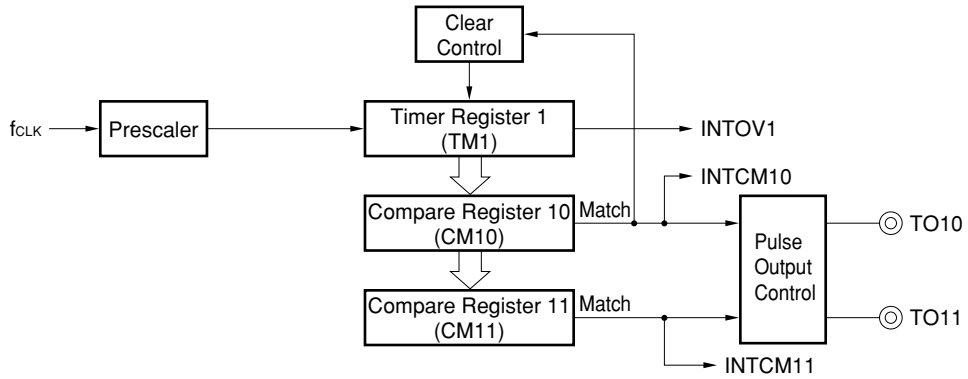 Clear
Control
fCLK
Prescaler
Timer Register 1
(TM1)
INTOV1
INTCM10
Compare Register 10
(CM10)
Match
Pulse
Output
Control
TO10
Compare Register 11
(CM11)
Match
TO11
INTCM11